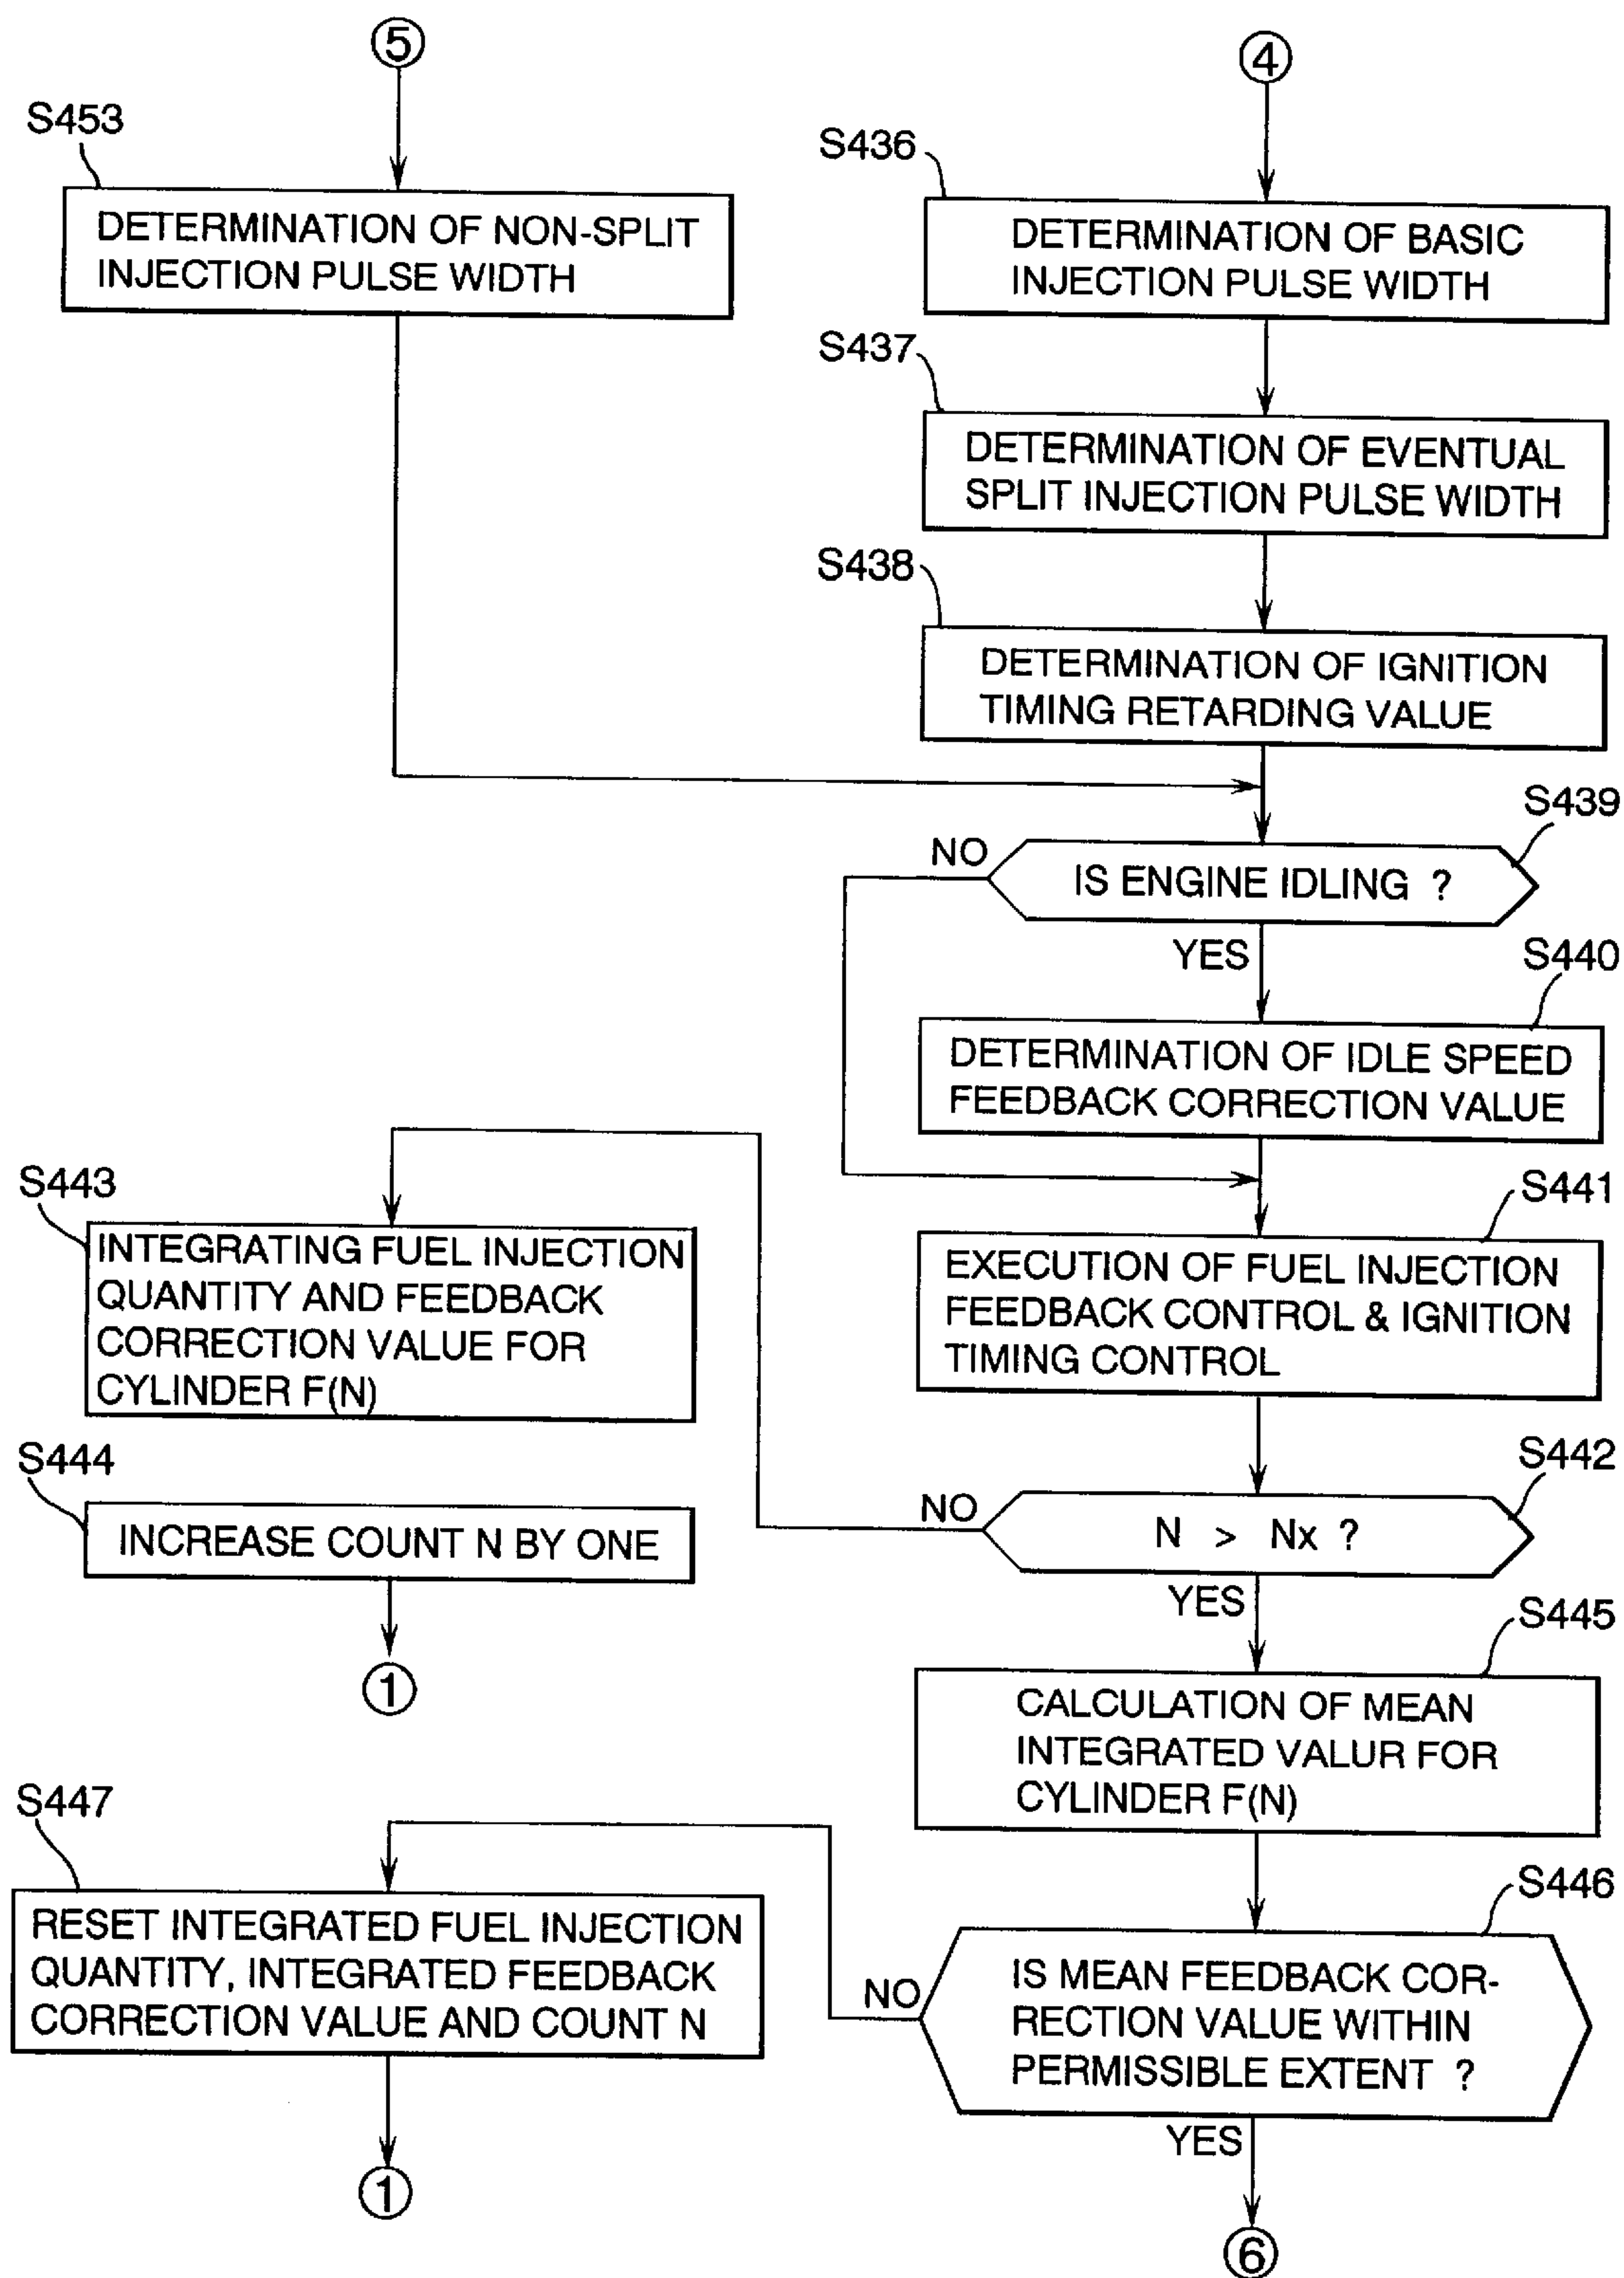 ⑤
④
S453
DETERMINATION OF NON-SPLIT
INJECTION PULSE WIDTH
S436
DETERMINATION OF BASIC
INJECTION PULSE WIDTH
S437
DETERMINATION OF EVENTUAL
SPLIT INJECTION PULSE WIDTH
S438
DETERMINATION OF IGNITION
TIMING RETARDING VALUE
S439
NO
IS ENGINE IDLING ?
YES
S440
DETERMINATION OF IDLE SPEED
FEEDBACK CORRECTION VALUE
S443
INTEGRATING FUEL INJECTION
QUANTITY AND FEEDBACK
CORRECTION VALUE FOR
CYLINDER F(N)
S441
EXECUTION OF FUEL INJECTION
FEEDBACK CONTROL & IGNITION
TIMING CONTROL
S444
INCREASE COUNT N BY ONE
①
S442
NO
N > Nx ?
YES
S445
CALCULATION OF MEAN
INTEGRATED VALUR FOR
CYLINDER F(N)
S447
RESET INTEGRATED FUEL INJECTION
QUANTITY, INTEGRATED FEEDBACK
CORRECTION VALUE AND COUNT N
①
S446
NO
IS MEAN FEEDBACK COR-
RECTION VALUE WITHIN
PERMISSIBLE EXTENT ?
YES
⑥